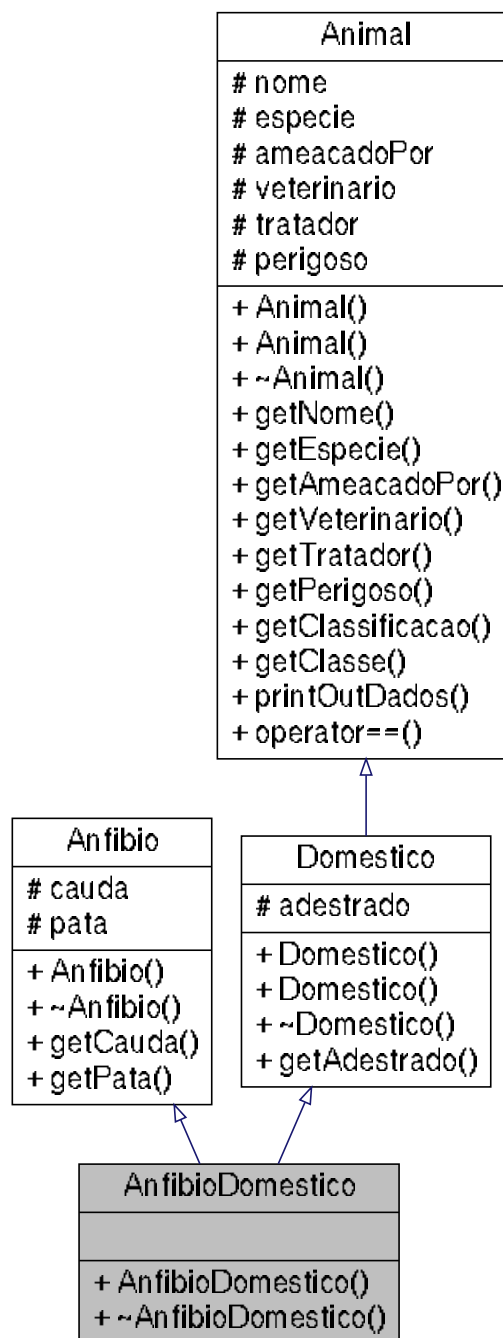 Animal
# nome
# especie
# ameacadoPor
# veterinario
# tratador
# perigoso
+ Animal()
+ Animal()
+ ~Animal()
+ getNome()
+ getEspecie()
+ getAmeacadoPor()
+ getVeterinario()
+ getTratador()
+ getPerigoso()
+ getClassificacao()
+ getClasse()
+ printOutDados()
+ operator==()
Anfibio
# cauda
# pata
+ Anfibio()
+ ~Anfibio()
+ getCauda()
+ getPata()
Domestico
# adestrado
+ Domestico()
+ Domestico()
+ ~Domestico()
+ getAdestrado()
AnfibioDomestico
+ AnfibioDomestico()
+ ~AnfibioDomestico()